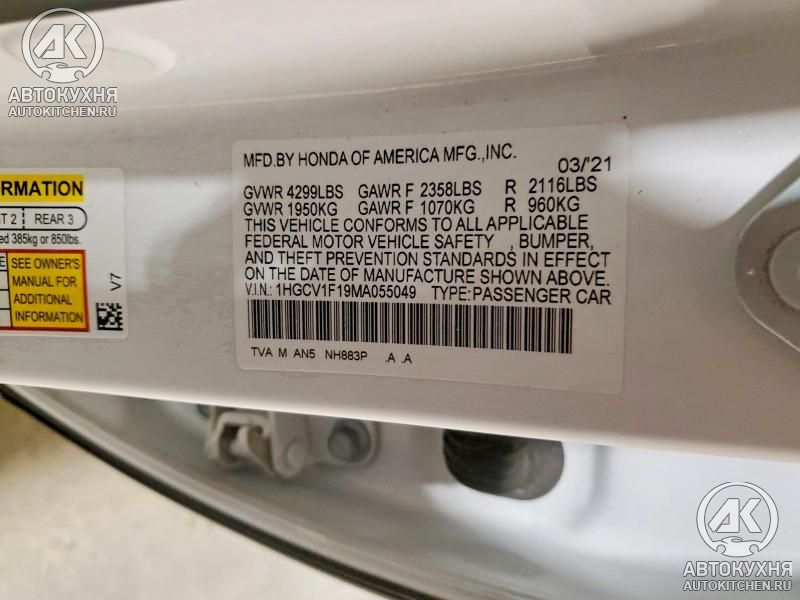 АК
АВТОКУХНЯ
AUTOKITCHEN.RU
MFD.BY HONDA OF AMERICA MFG.,INC. 03/'21
GVWR 4299LBS GAWR F 2358LBS R 2116LBS
GVWR 1950KG GAWR F 1070KG R 960KG
THIS VEHICLE CONFORMS TO ALL APPLICABLE
FEDERAL MOTOR VEHICLE SAFETY , BUMPER,
AND THEFT PREVENTION STANDARDS IN EFFECT
ON THE DATE OF MANUFACTURE SHOWN ABOVE.
V.I.N.: 1HGCV1F19MA055049 TYPE:PASSENGER CAR
TVA M AN5 NH883P .A .A
REAR 3
385kg or 850lbs.
SEE OWNER'S
MANUAL FOR
ADDITIONAL
INFORMATION
V7
АК
АВТОКУХНЯ
AUTOKITCHEN.RU